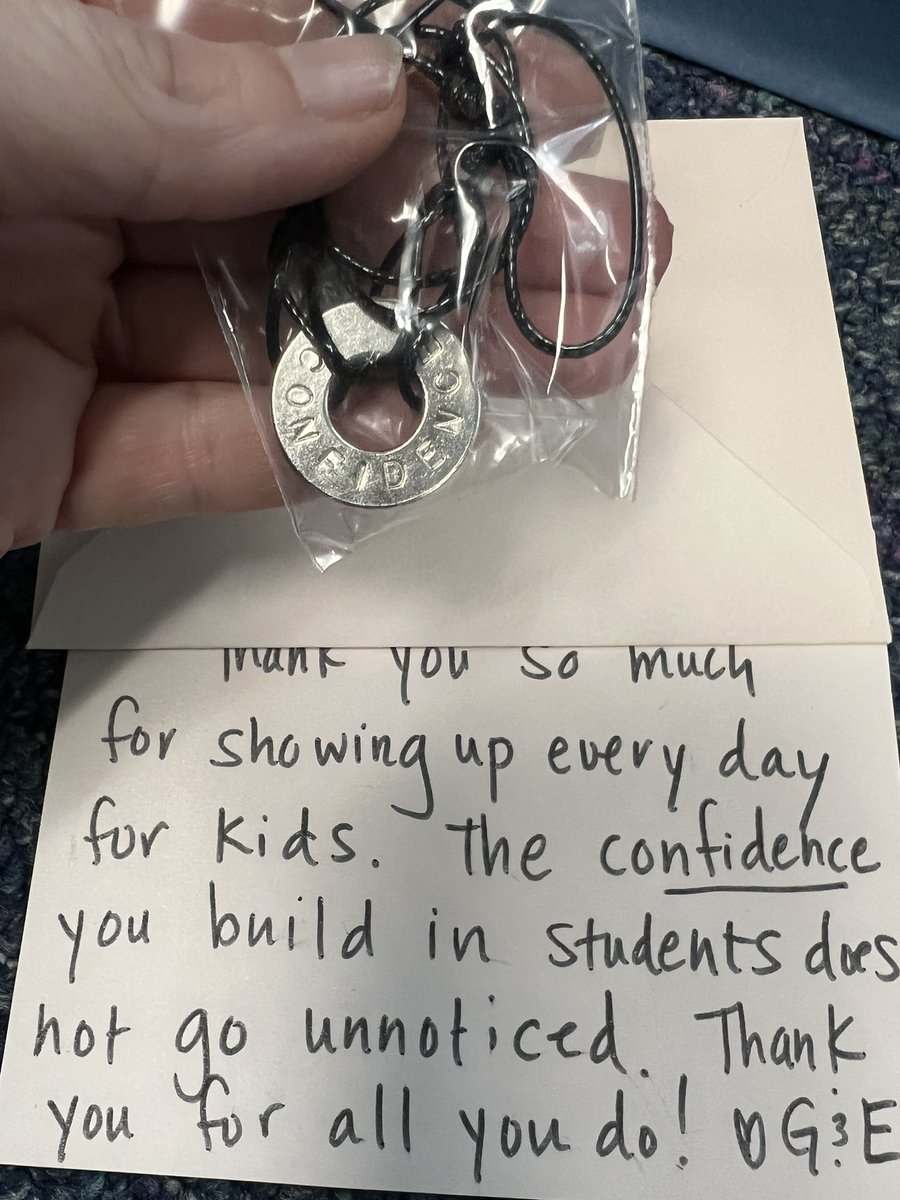 CONFIDENCE
Thank you so much
for showing up every day
for kids. The confidence
you build in students does
not go unnoticed. Thank
you for all you do! ♡ G & E